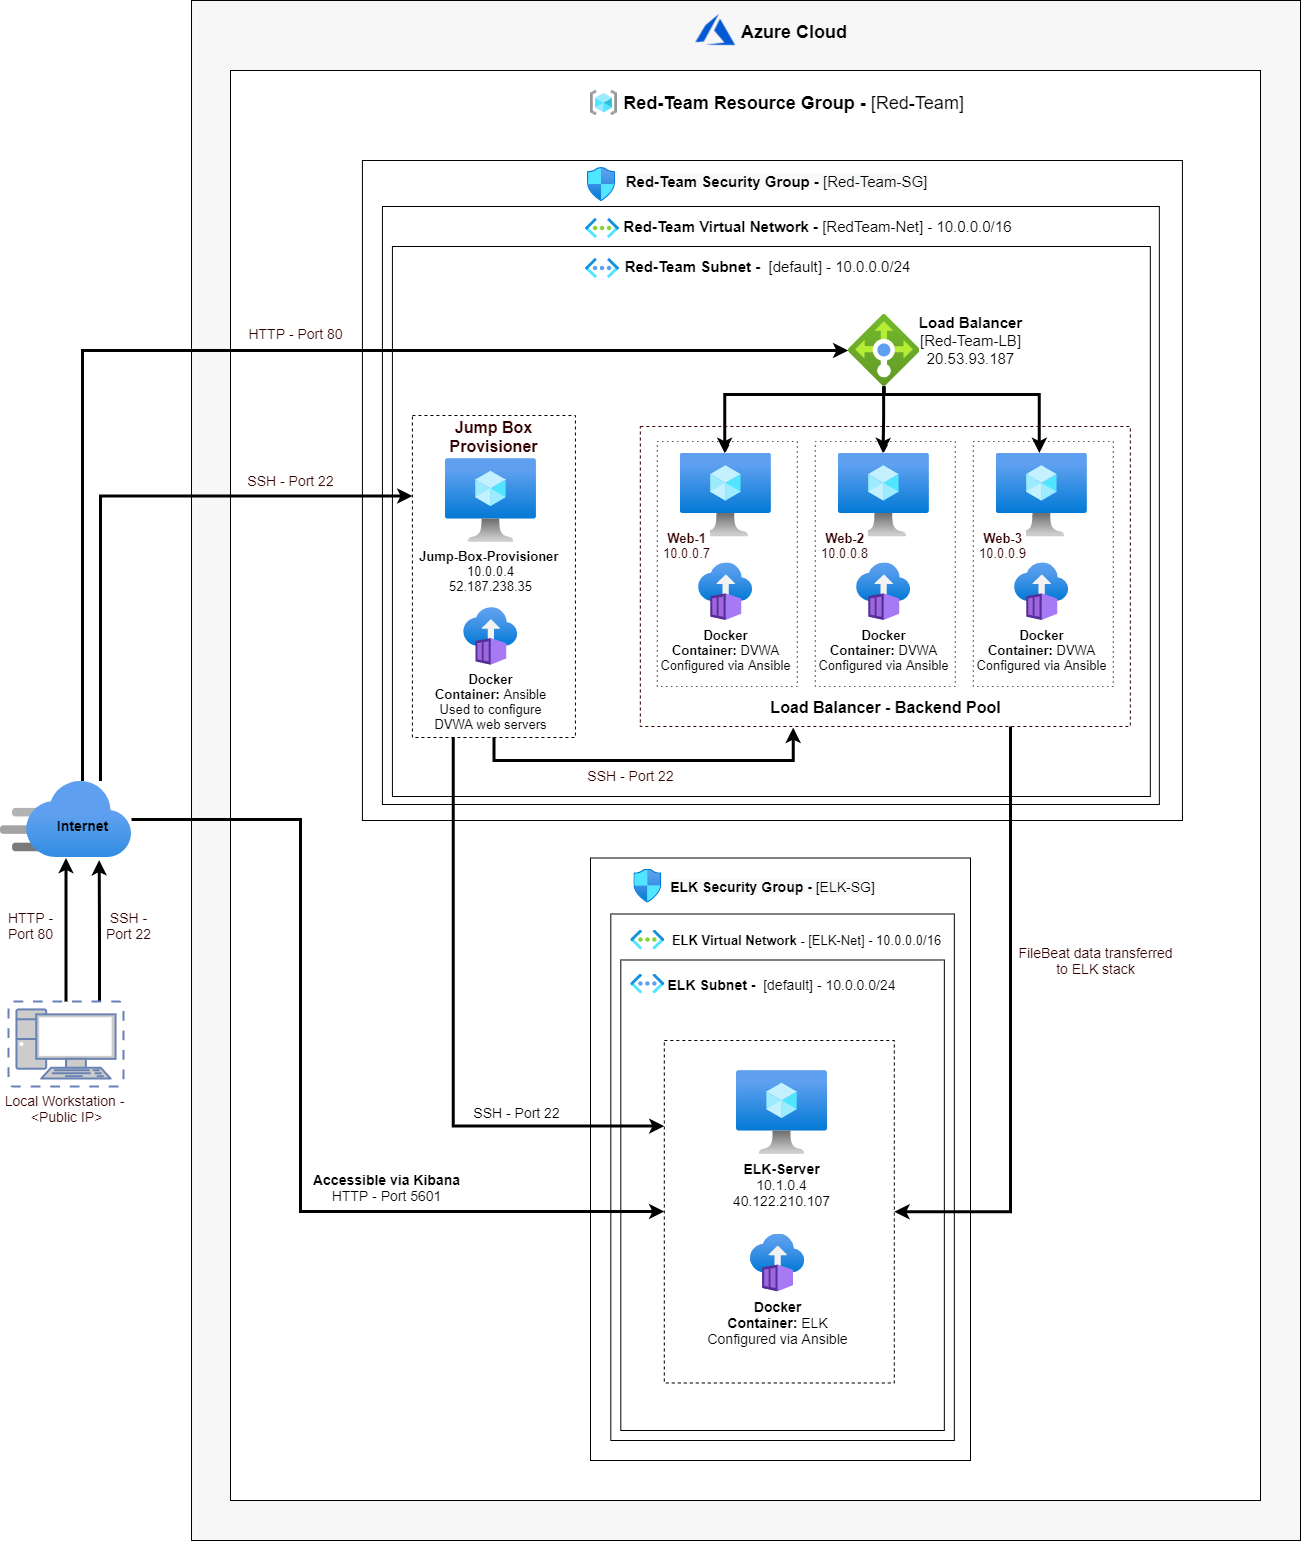 Azure Cloud
Red-Team Resource Group - [Red-Team]
Red-Team Security Group - [Red-Team-SG]
Red-Team Virtual Network - [RedTeam-Net] - 10.0.0.0/16
Red-Team Subnet - [default] - 10.0.0.0/24
HTTP - Port 80
Load Balancer
[Red-Team-LB]
20.53.93.187
SSH - Port 22
Jump Box
Provisioner
Jump-Box-Provisioner
10.0.0.4
52.187.238.35
Docker
Container: Ansible
Used to configure
DVWA web servers
Web-1
10.0.0.7
Docker
Container: DVWA
Configured via Ansible
Web-2
10.0.0.8
Docker
Container: DVWA
Configured via Ansible
Web-3
10.0.0.9
Docker
Container: DVWA
Configured via Ansible
Load Balancer - Backend Pool
SSH - Port 22
Internet
HTTP -
Port 80
SSH -
Port 22
Local Workstation -
<Public IP>
ELK Security Group - [ELK-SG]
ELK Virtual Network - [ELK-Net] - 10.0.0.0/16
ELK Subnet - [default] - 10.0.0.0/24
FileBeat data transferred
to ELK stack
SSH - Port 22
Accessible via Kibana
HTTP - Port 5601
ELK-Server
10.1.0.4
40.122.210.107
Docker
Container: ELK
Configured via Ansible